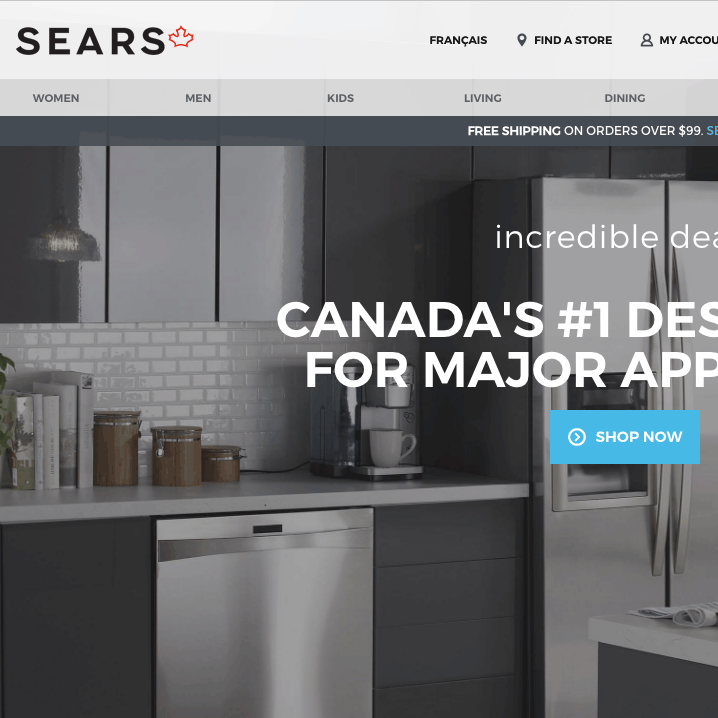 SEARS
FRANÇAIS FIND A STORE MY ACCOU
WOMEN MEN KIDS LIVING DINING
FREE SHIPPING ON ORDERS OVER $99. SE
incredible dea
CANADA'S #1 DES
FOR MAJOR APP
SHOP NOW